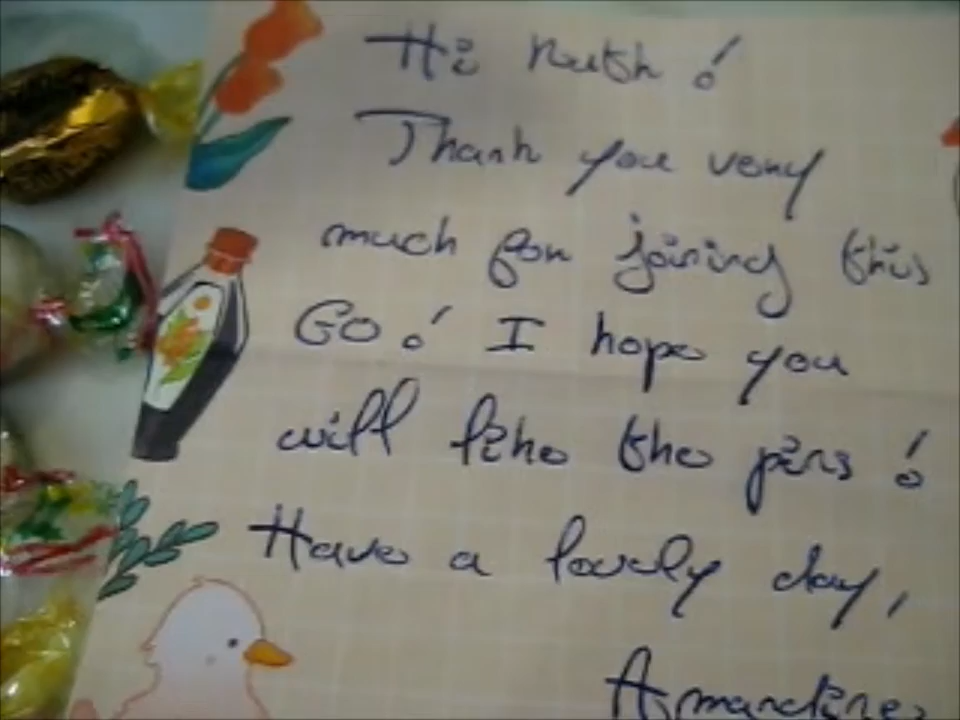 Hi Ruth!
Thank you very
much for joining this
GO! I hope you
will like the pins!
Have a lovely day,
Amandine